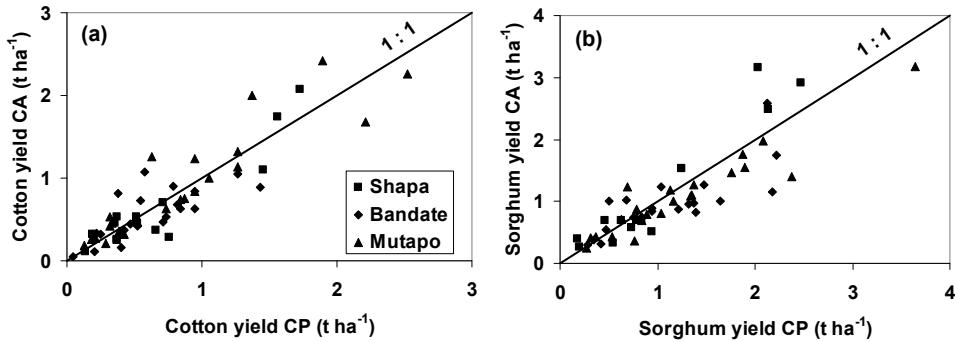 (a)
1 : 1
Cotton yield CA (t ha-1)
3
2
1
0
0 1 2 3
Cotton yield CP (t ha-1)
Shapa
Bandate
Mutapo
(b)
1 : 1
Sorghum yield CA (t ha-1)
4
3
2
1
0
0 1 2 3 4
Sorghum yield CP (t ha-1)